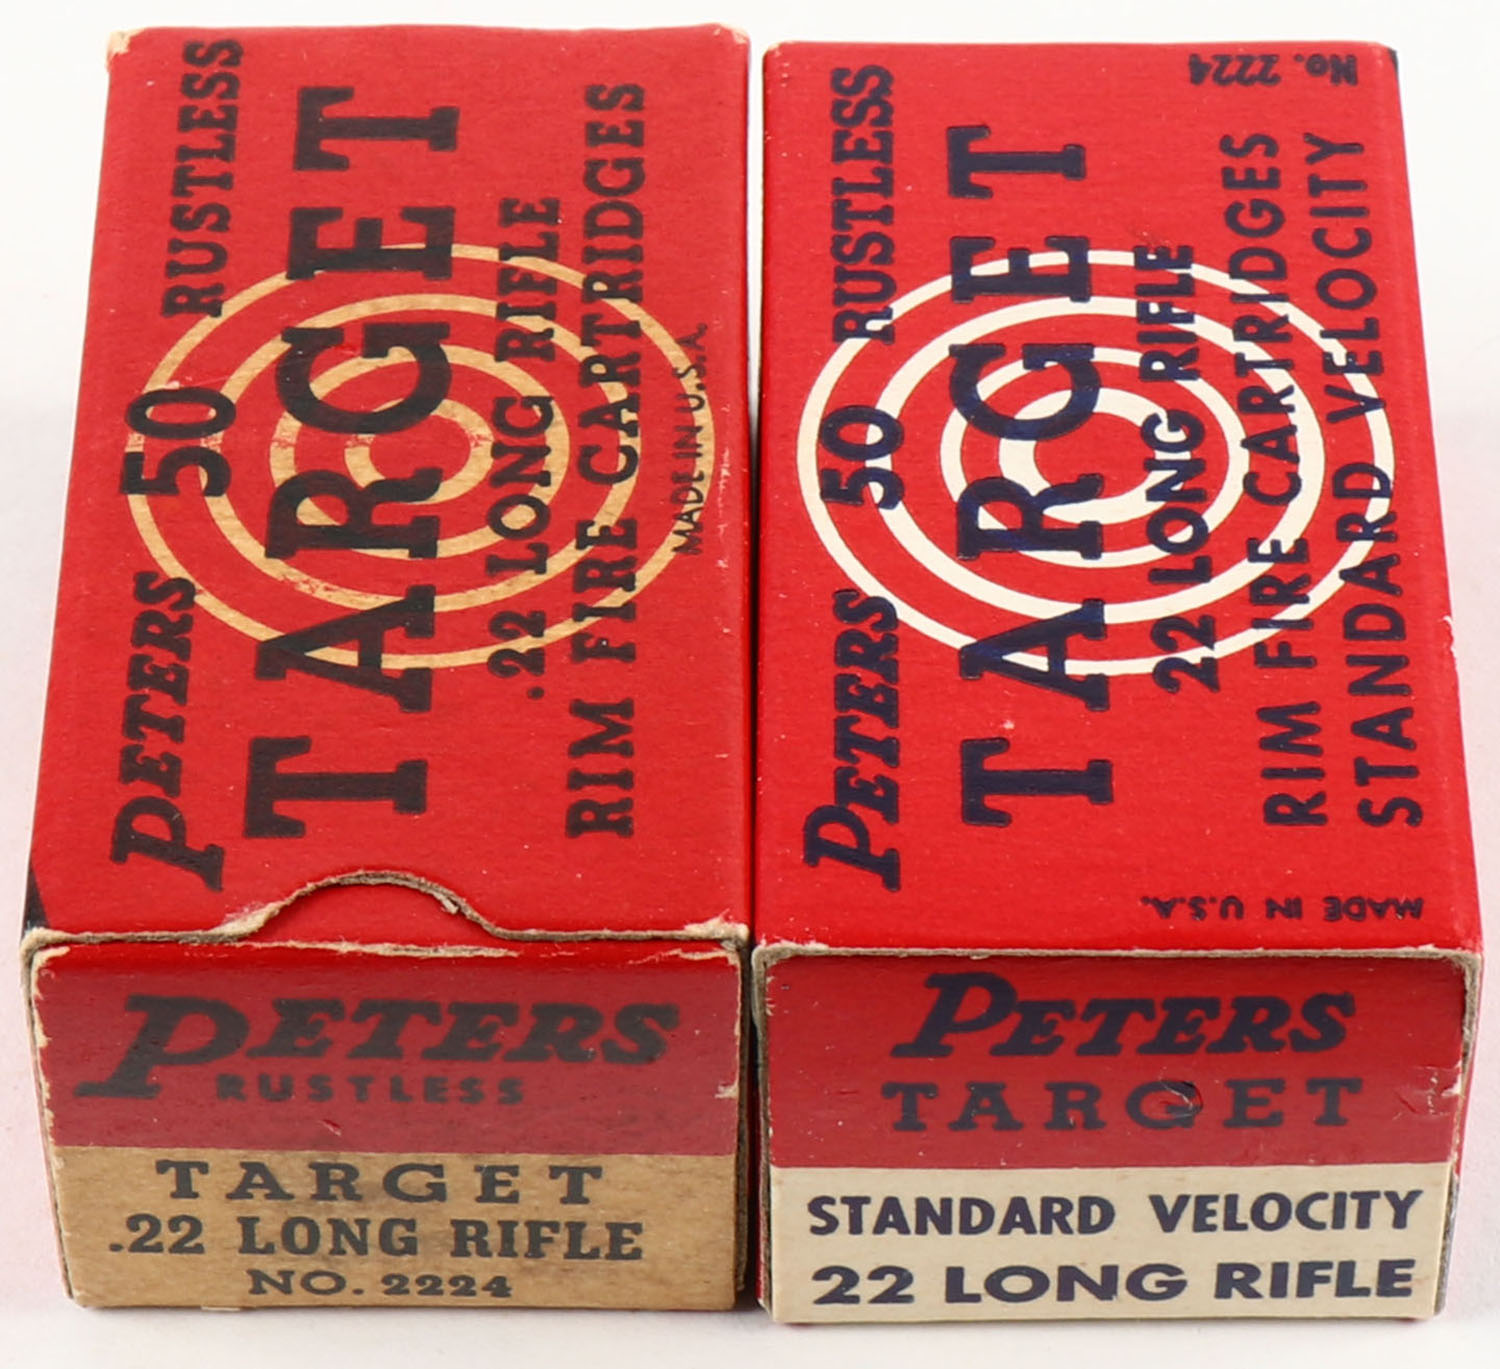 PETERS 50 RUSTLESS
TARGET
.22 LONG RIFLE
RIM FIRE CARTRIDGES
MADE IN U.S.A.
PETERS
RUSTLESS
TARGET
.22 LONG RIFLE
NO. 2224
PETERS 50 RUSTLESS
TARGET
22 LONG RIFLE
RIM FIRE CARTRIDGES
STANDARD VELOCITY
No. 2224
MADE IN U.S.A.
PETERS
TARGET
STANDARD VELOCITY
22 LONG RIFLE